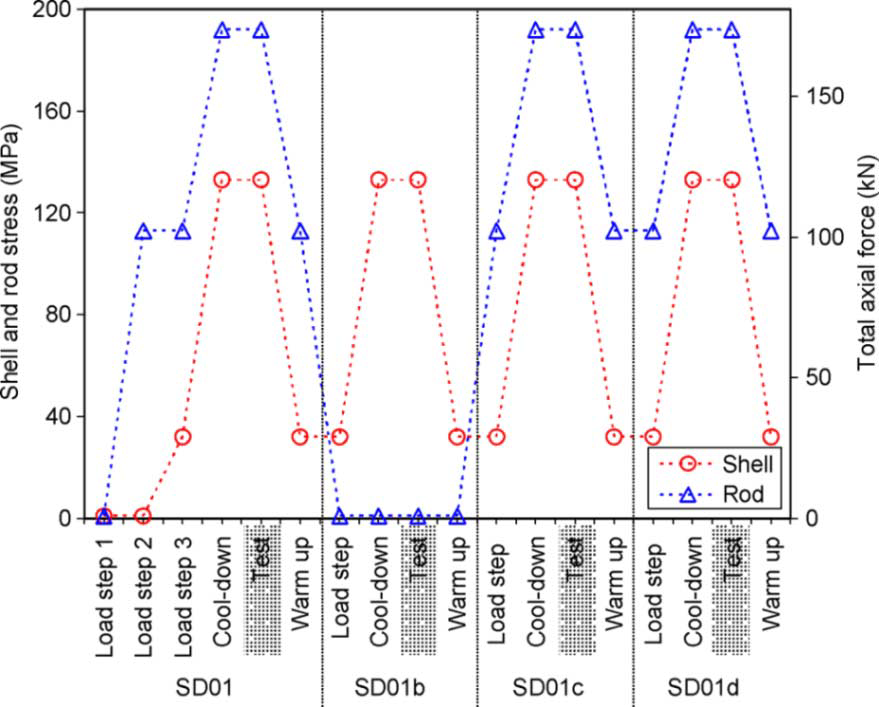 Shell and rod stress (MPa)
200
160
120
80
40
0
Total axial force (kN)
150
100
50
0
Shell
Rod
Load step 1
Load step 2
Load step 3
Cool-down
Test
Warm up
Load step
Cool-down
Test
Warm up
Load step
Cool-down
Test
Warm up
Load step
Cool-down
Test
Warm up
SD01
SD01b
SD01c
SD01d